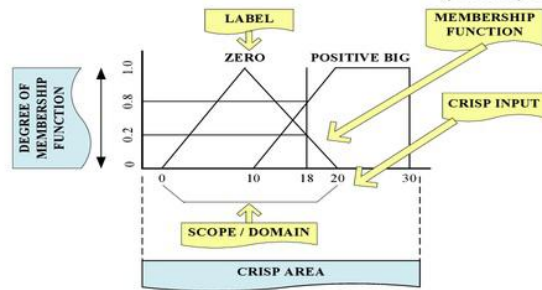 LABEL
MEMBERSHIP
FUNCTION
ZERO
POSITIVE BIG
DEGREE OF
MEMBERSHIP
FUNCTION
1.0
0.8
0.2
0
CRISP INPUT
0
10
18
20
30
SCOPE / DOMAIN
CRISP AREA